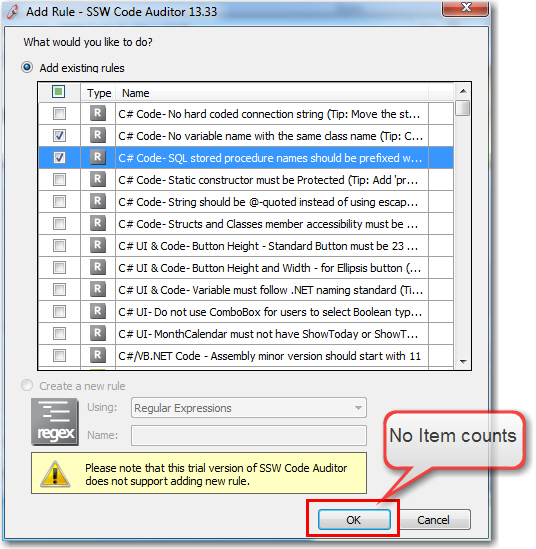 Add Rule - SSW Code Auditor 13.33
What would you like to do?
Add existing rules
Type Name
R C# Code- No hard coded connection string (Tip: Move the st...
R C# Code- No variable name with the same class name (Tip: C...
R C# Code- SQL stored procedure names should be prefixed w...
R C# Code- Static constructor must be Protected (Tip: Add 'pr...
R C# Code- String should be @-quoted instead of using escap...
R C# Code- Structs and Classes member accessibility must be ...
R C# UI & Code- Button Height - Standard Button must be 23 ...
R C# UI & Code- Button Height and Width - for Ellipsis button (...
R C# UI & Code- Variable must follow .NET naming standard (Ti...
R C# UI- Do not use ComboBox for users to select Boolean typ...
R C# UI- MonthCalendar must not have ShowToday or ShowT...
R C#/VB.NET Code - Assembly minor version should start with 11
Create a new rule
regex
Using: Regular Expressions
Name:
No Item counts
Please note that this trial version of SSW Code Auditor
does not support adding new rule.
OK Cancel